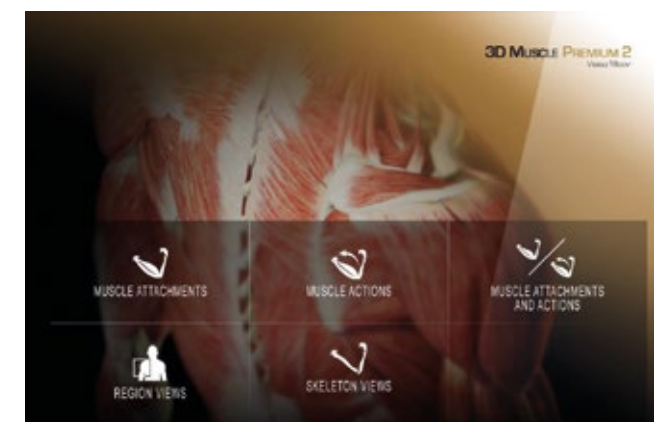 3D MUSCLE PREMIUM 2
MUSCLE ATTACHMENTS
MUSCLE ACTIONS
MUSCLE ATTACHMENTS
AND ACTIONS
REGION VIEWS
SKELETON VIEWS